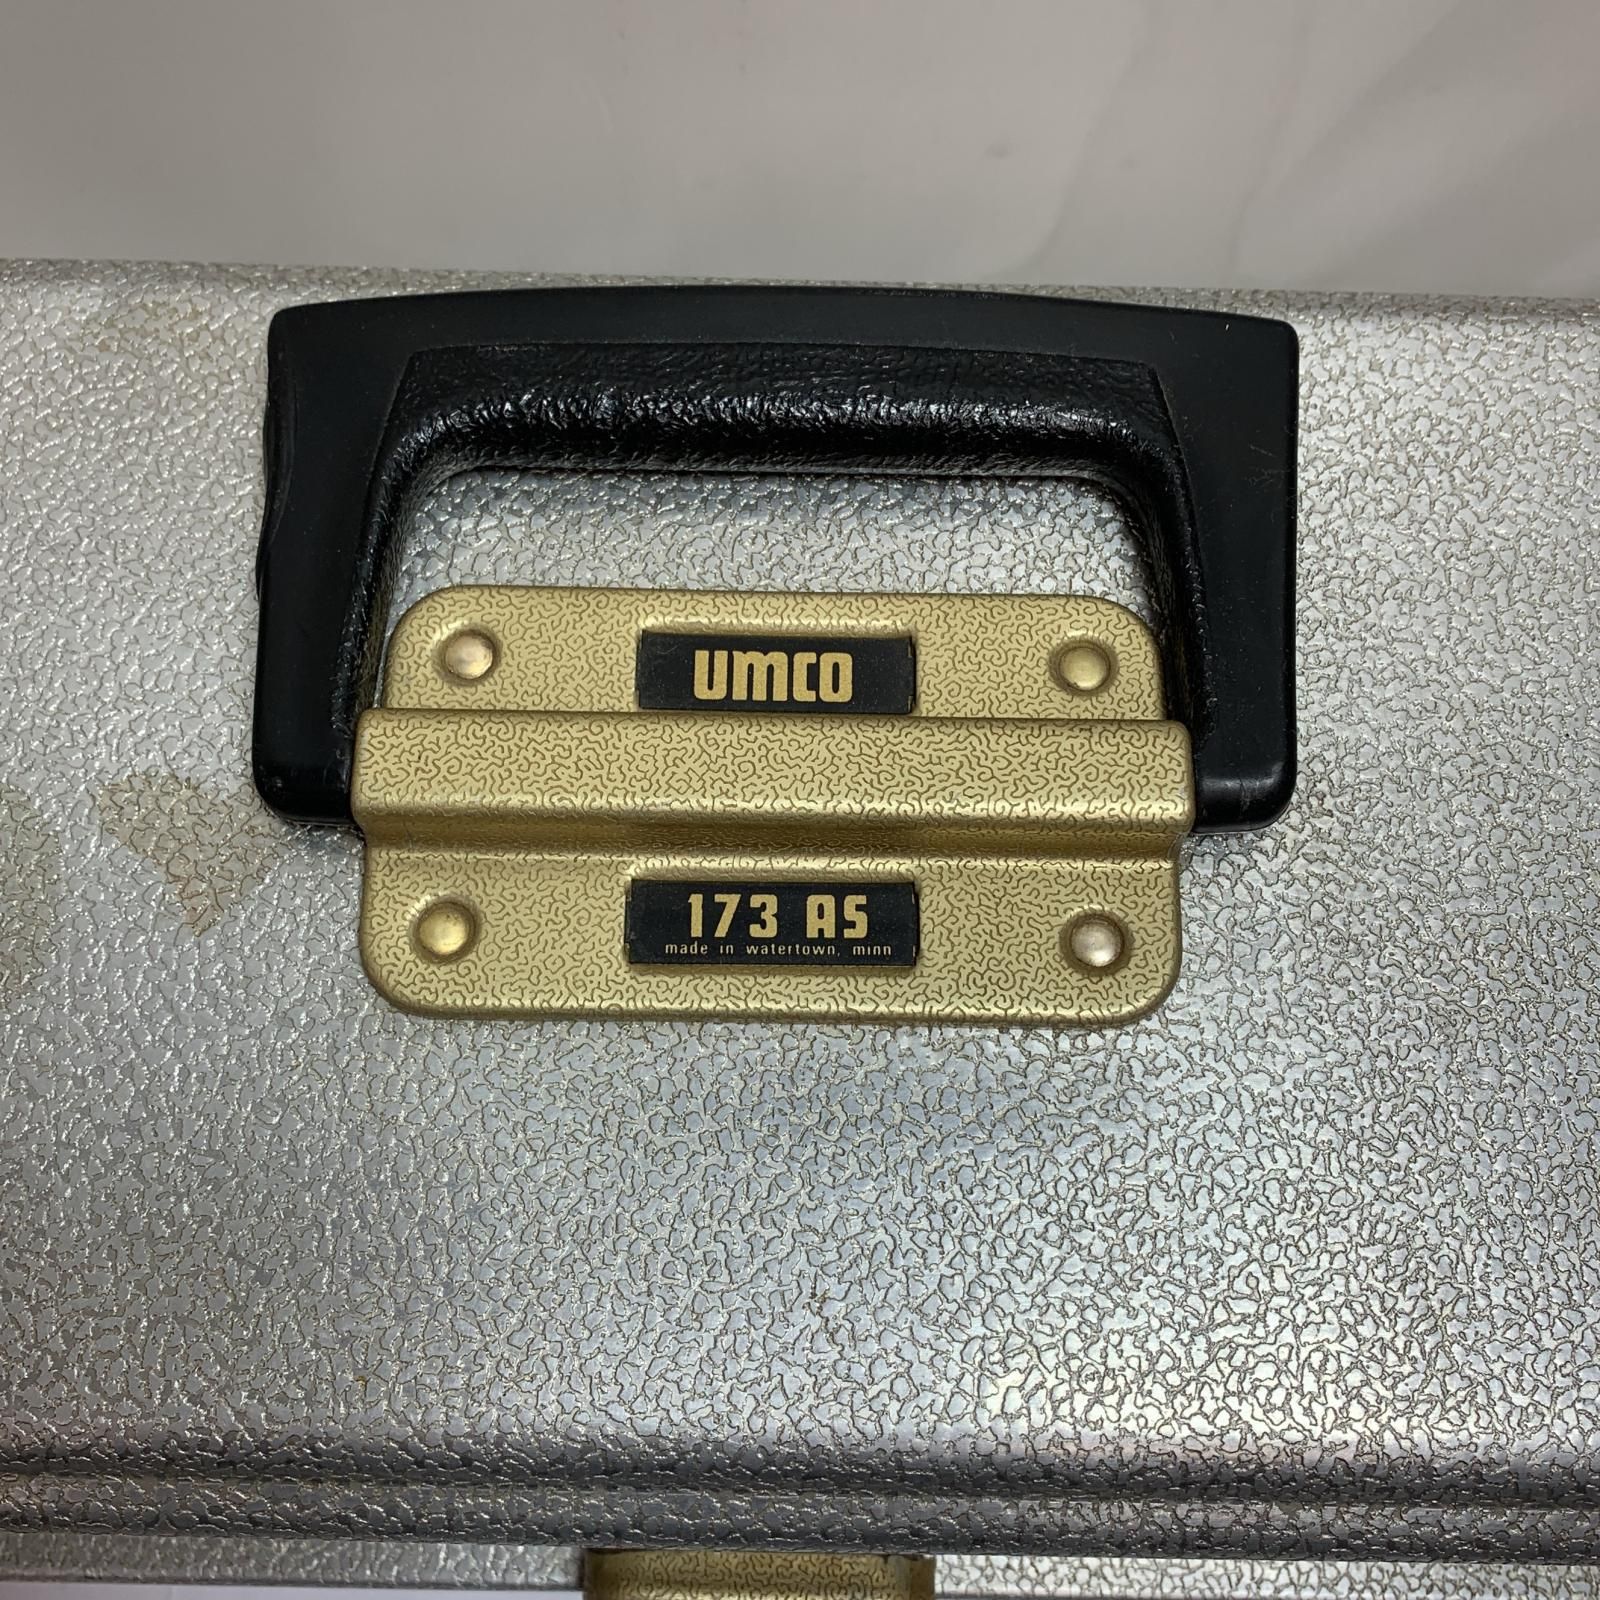 UMCO
173 AS
made in watertown, minn